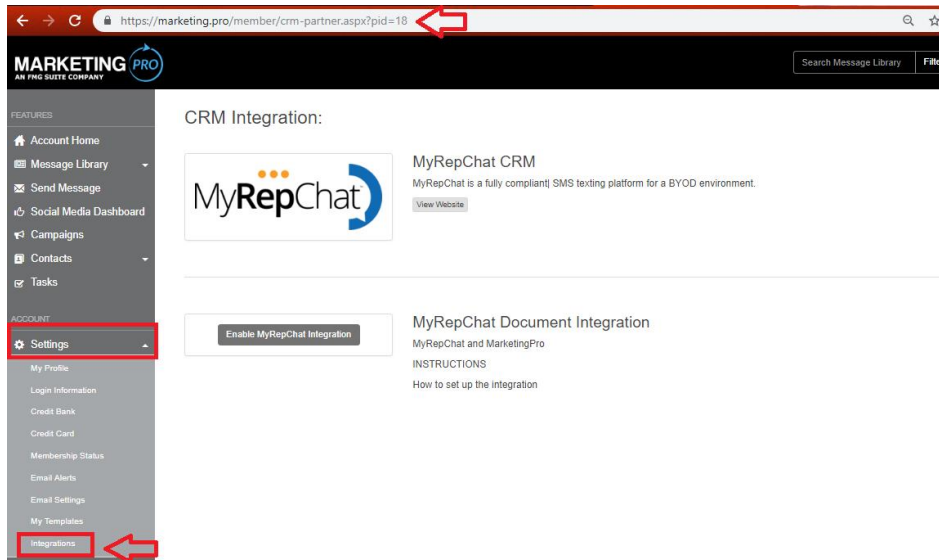 https://marketing.pro/member/crm-partner.aspx?pid=18
MARKETING PRO
AN FMG SUITE COMPANY
Search Message Library
Filte
FEATURES
Account Home
Message Library
Send Message
Social Media Dashboard
Campaigns
Contacts
Tasks
ACCOUNT
Settings
My Profile
Login Information
Credit Bank
Credit Card
Membership Status
Email Alerts
Email Settings
My Templates
Integrations
CRM Integration:
MyRepChat
MyRepChat CRM
MyRepChat is a fully compliant| SMS texting platform for a BYOD environment.
View Website
Enable MyRepChat Integration
MyRepChat Document Integration
MyRepChat and MarketingPro
INSTRUCTIONS
How to set up the integration